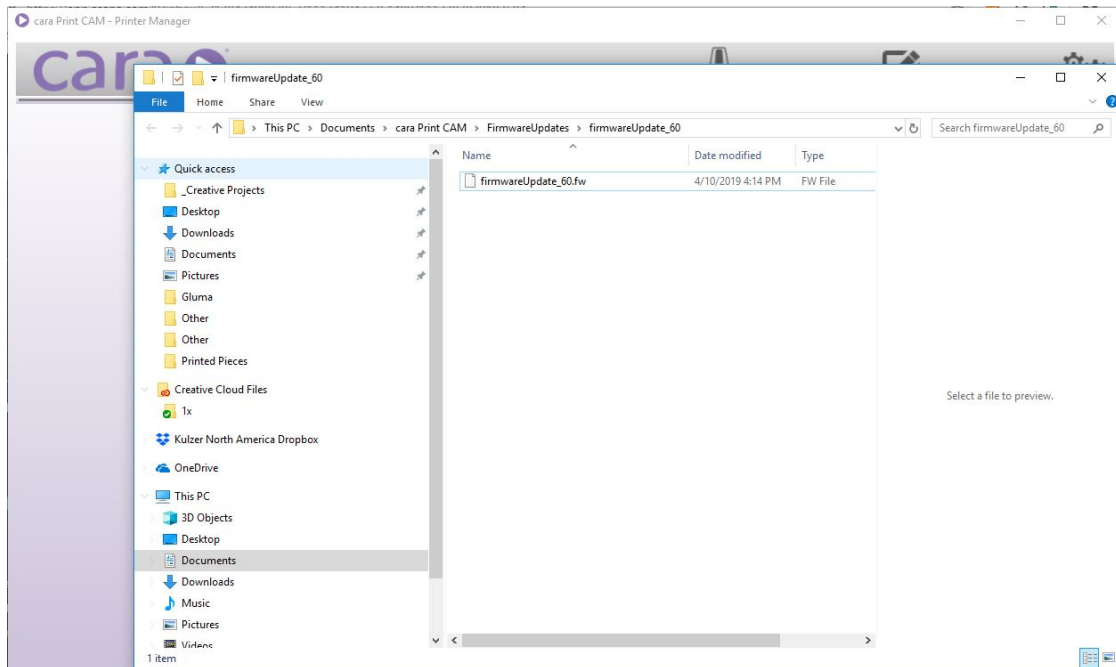 cara Print CAM - Printer Manager
cara
firmwareUpdate_60
File Home Share View
This PC > Documents > cara Print CAM > FirmwareUpdates > firmwareUpdate_60
Search firmwareUpdate_60
Name Date modified Type
firmwareUpdate_60.fw 4/10/2019 4:14 PM FW File
Quick access
_Creative Projects
Desktop
Downloads
Documents
Pictures
Gluma
Other
Other
Printed Pieces
Creative Cloud Files
1x
Kulzer North America Dropbox
OneDrive
This PC
3D Objects
Desktop
Documents
Downloads
Music
Pictures
Videos
Select a file to preview.
1 item